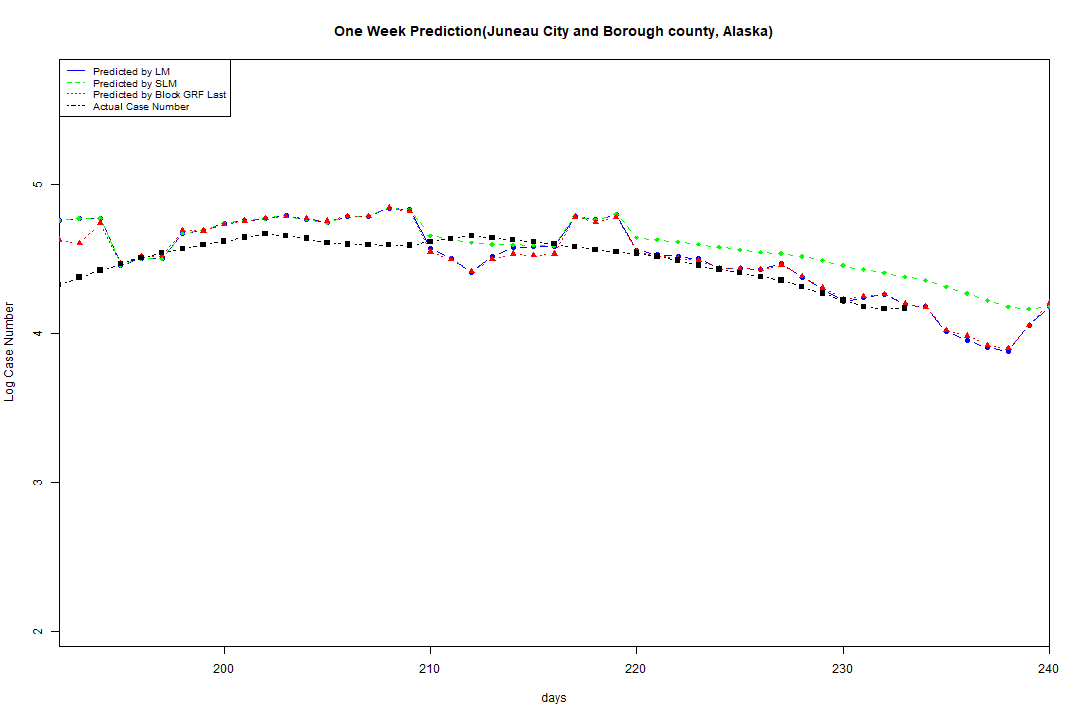 One Week Prediction(Juneau City and Borough county, Alaska)
Predicted by LM
Predicted by SLM
Predicted by Block GRF Last
Actual Case Number
5
4
3
2
Log Case Number
200 210 220 230 240
days